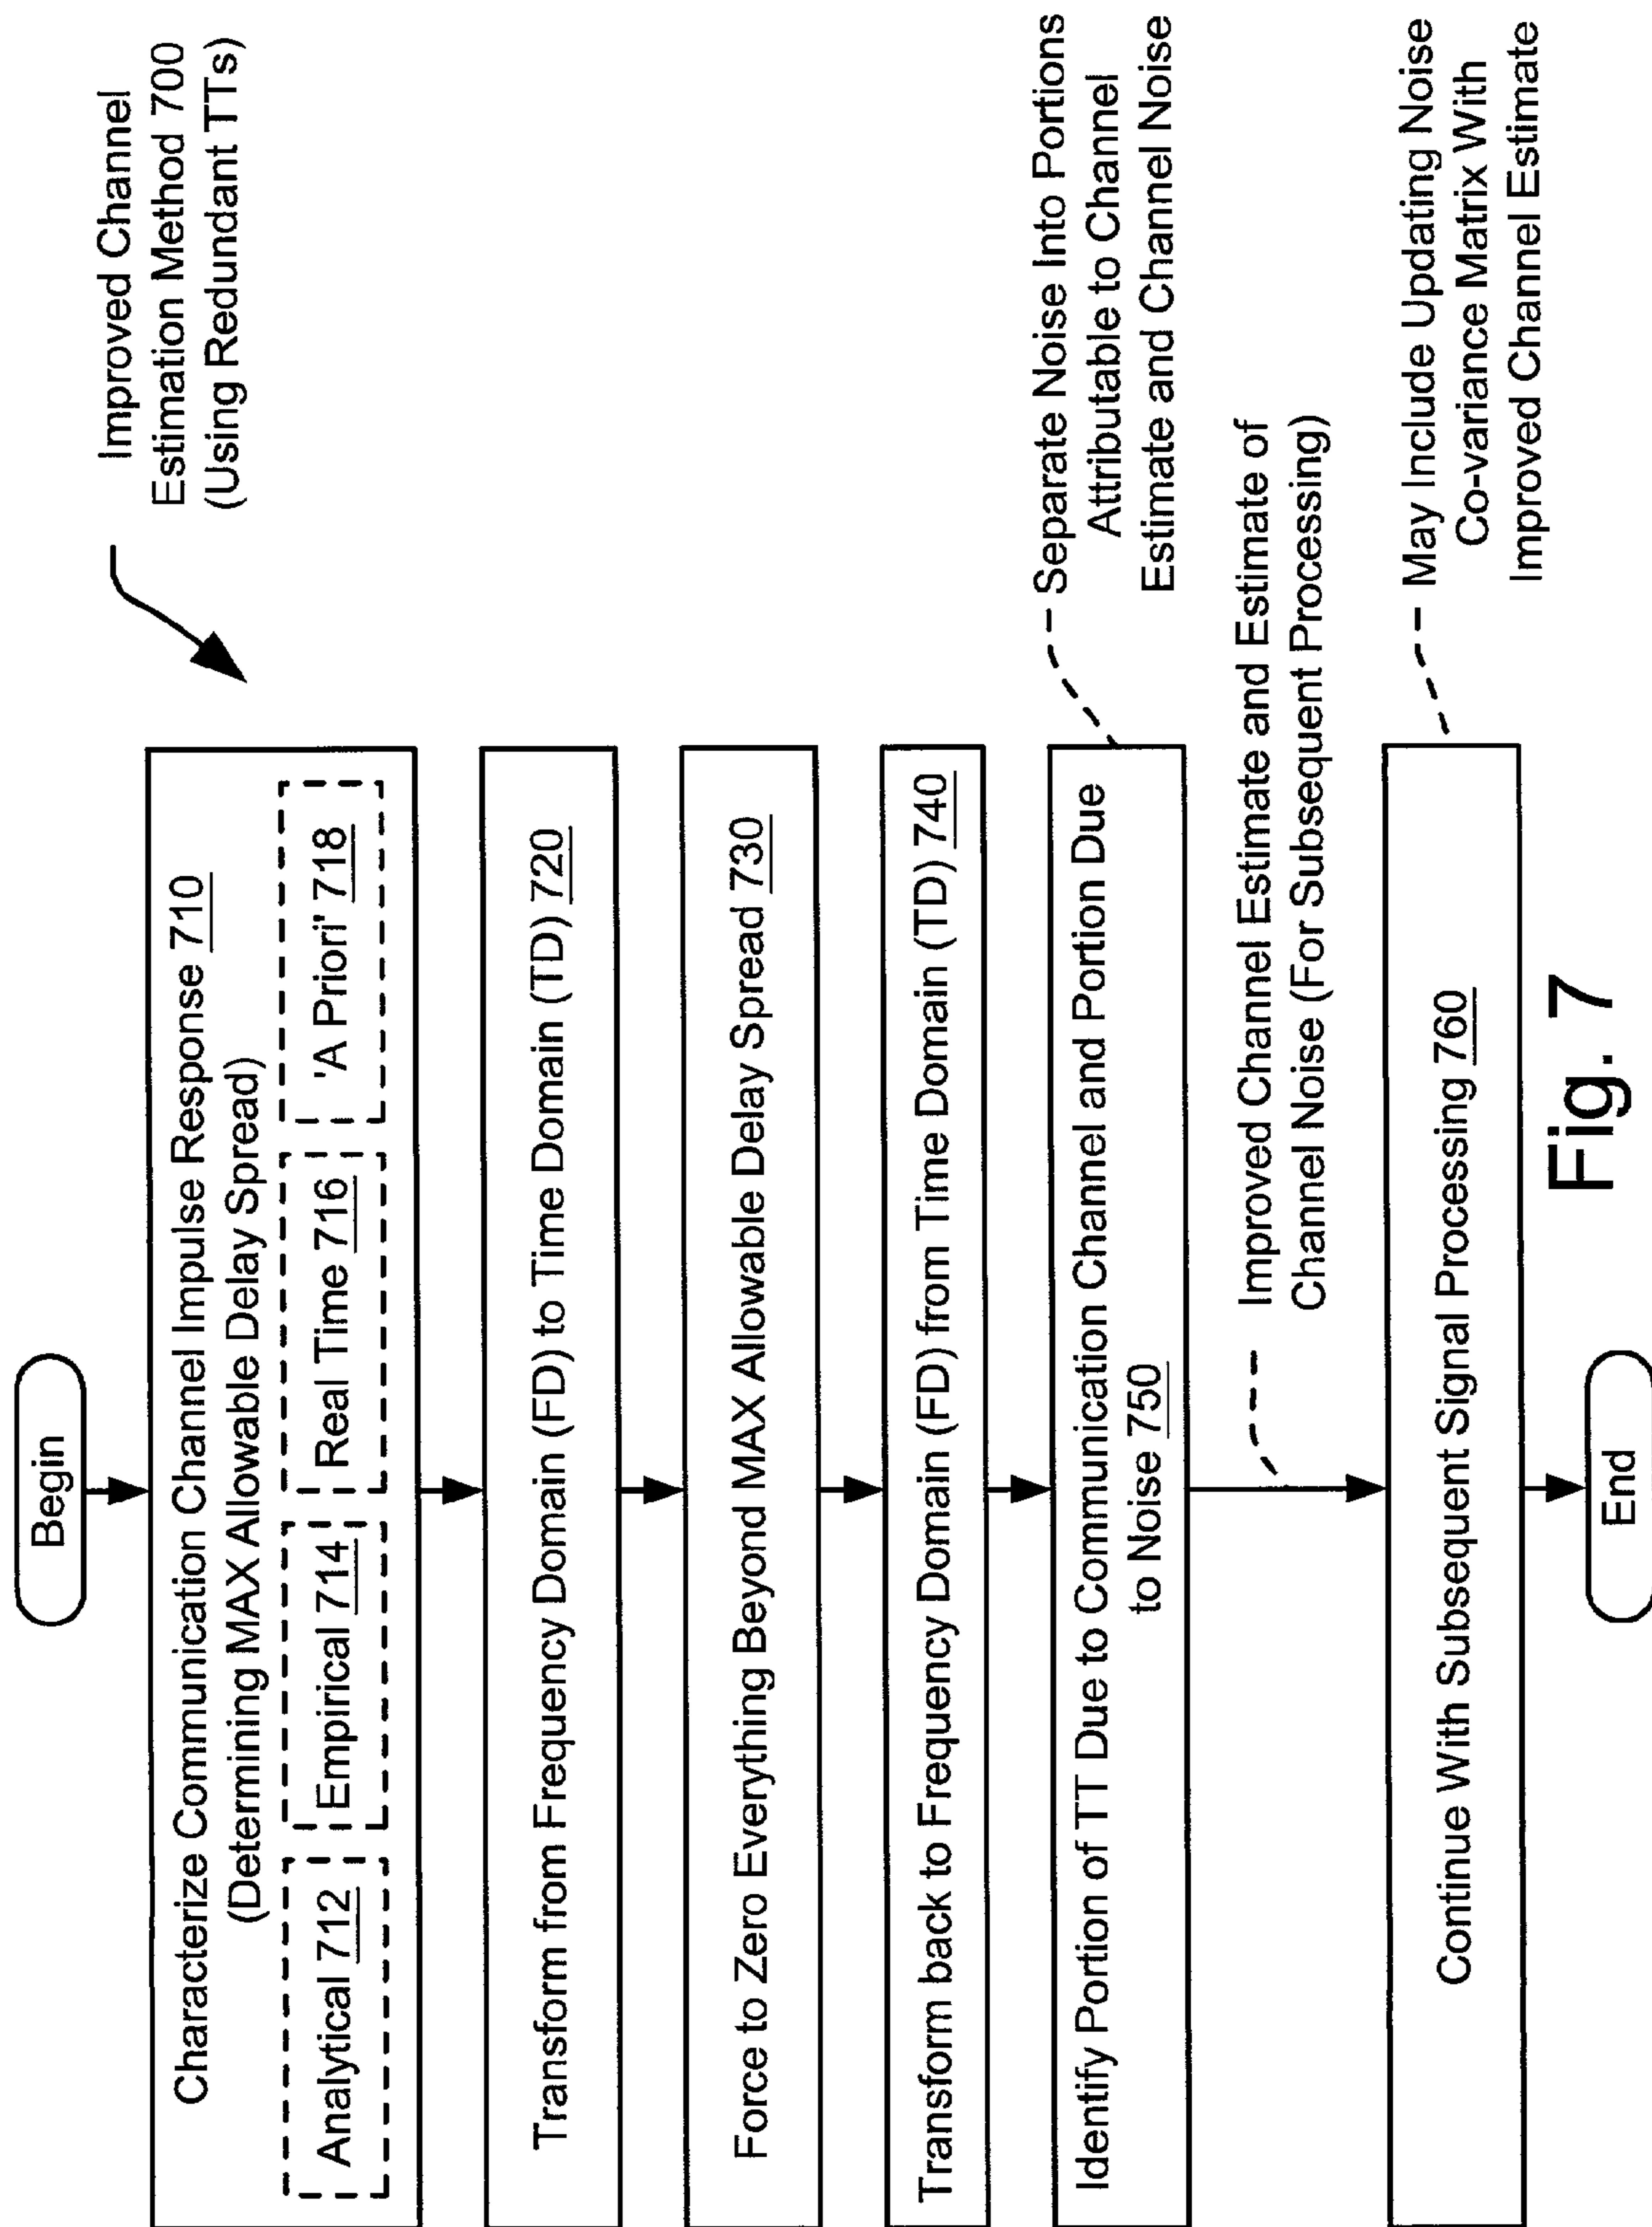 Improved Channel
Estimation Method 700
(Using Redundant TTs)
Begin
Characterize Communication Channel Impulse Response 710
(Determining MAX Allowable Delay Spread)
Analytical 712
Empirical 714
Real Time 716
'A Priori' 718
Transform from Frequency Domain (FD) to Time Domain (TD) 720
Force to Zero Everything Beyond MAX Allowable Delay Spread 730
Transform back to Frequency Domain (FD) from Time Domain (TD) 740
Identify Portion of TT Due to Communication Channel and Portion Due
to Noise 750
Separate Noise Into Portions
Attributable to Channel
Estimate and Channel Noise
Improved Channel Estimate and Estimate of
Channel Noise (For Subsequent Processing)
Continue With Subsequent Signal Processing 760
May Include Updating Noise
Co-variance Matrix With
Improved Channel Estimate
End
Fig. 7